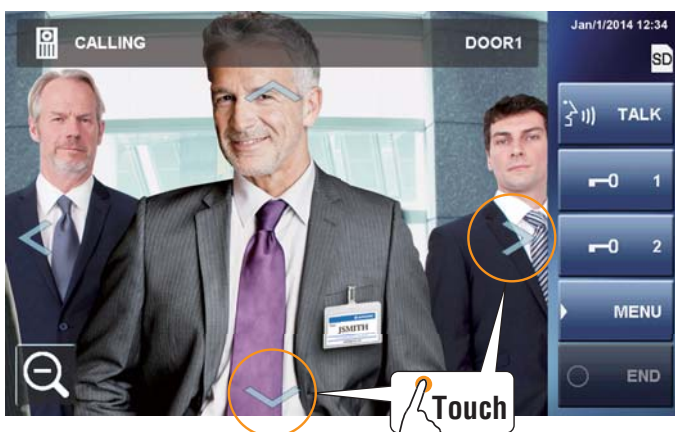 CALLING
DOOR1
Jan/1/2014 12:34
SD
TALK
1
2
MENU
END
JSMITH
Touch